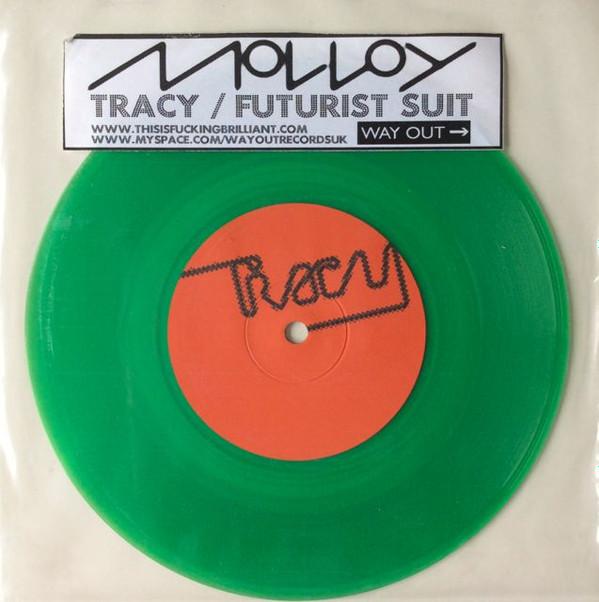 MOLLOY
TRACY / FUTURIST SUIT
WWW.THISISFUCKINGBRILLIANT.COM
WWW.MYSPACE.COM/WAYOUTRECORDSUK
WAY OUT →
Tracy